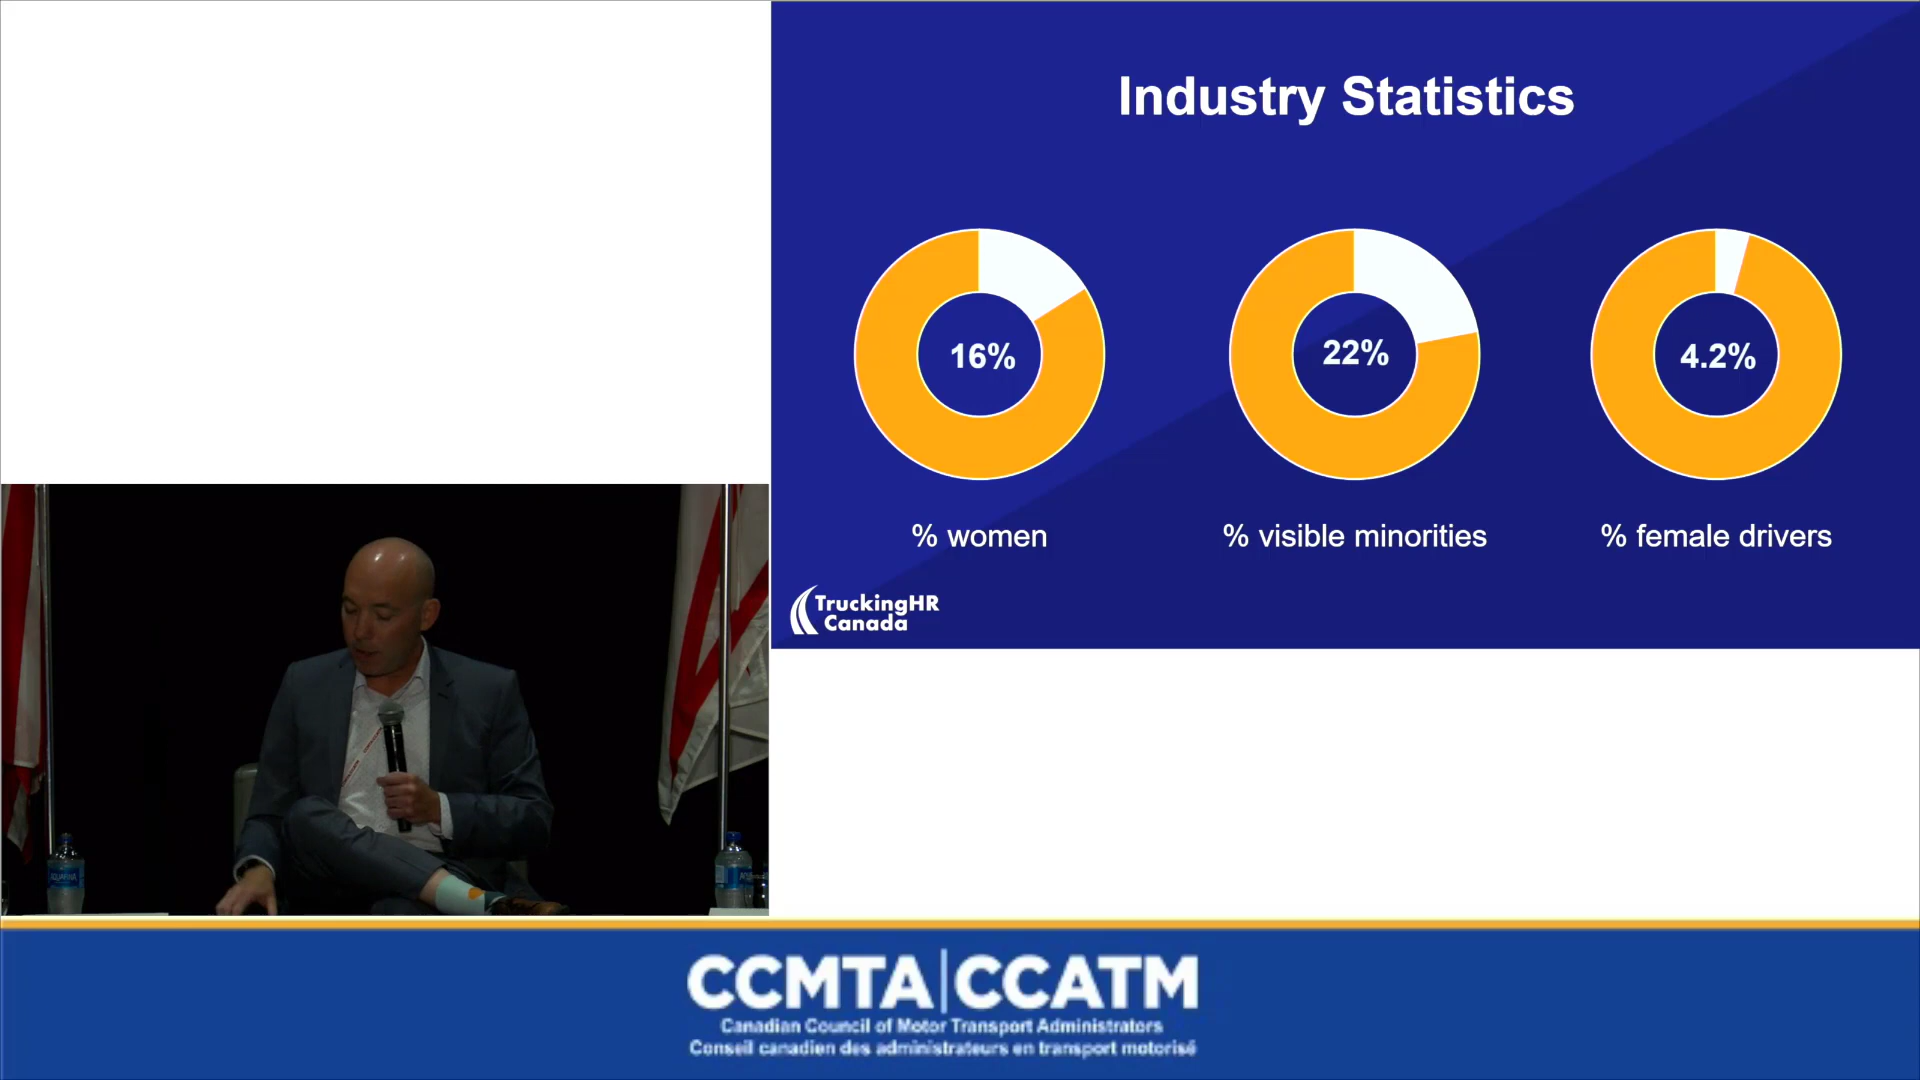 Industry Statistics
16%
22%
4.2%
% women
% visible minorities
% female drivers
TruckingHR
Canada
AQUAFINA
CCMTA|CCATM
Canadian Council of Motor Transport Administrators
Conseil canadien des administrateurs en transport motorisé